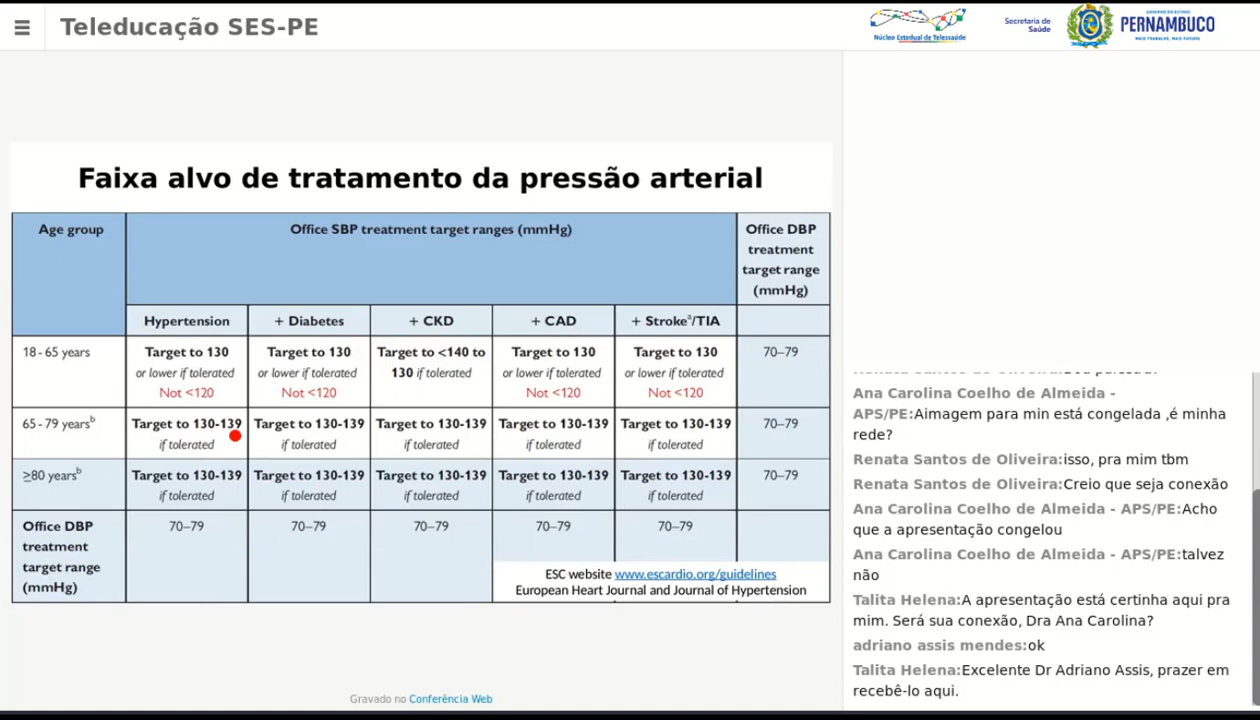 Teleducação SES-PE
Núcleo Estadual de Telessaúde
Secretaria de
Saúde
GOVERNO DO ESTADO
PERNAMBUCO
MAIS TRABALHO, MAIS FUTURO
Faixa alvo de tratamento da pressão arterial
Age group
Office SBP treatment target ranges (mmHg)
Office DBP
treatment
target range
(mmHg)
Hypertension + Diabetes + CKD + CAD + Strokeᵃ/TIA
18 - 65 years
Target to 130
or lower if tolerated
Not <120
Target to 130
or lower if tolerated
Not <120
Target to <140 to
130 if tolerated
Target to 130
or lower if tolerated
Not <120
Target to 130
or lower if tolerated
Not <120
70–79
65 - 79 yearsᵇ
Target to 130-139
if tolerated
Target to 130-139
if tolerated
Target to 130-139
if tolerated
Target to 130-139
if tolerated
Target to 130-139
if tolerated
70–79
≥80 yearsᵇ
Target to 130-139
if tolerated
Target to 130-139
if tolerated
Target to 130-139
if tolerated
Target to 130-139
if tolerated
Target to 130-139
if tolerated
70–79
Office DBP
treatment
target range
(mmHg)
70–79 70–79 70–79 70–79 70–79
ESC website www.escardio.org/guidelines
European Heart Journal and Journal of Hypertension
Gravado no Conferência Web
Ana Carolina Coelho de Almeida -
APS/PE:Aimagem para min está congelada ,é minha
rede?
Renata Santos de Oliveira:isso, pra mim tbm
Renata Santos de Oliveira:Creio que seja conexão
Ana Carolina Coelho de Almeida - APS/PE:Acho
que a apresentação congelou
Ana Carolina Coelho de Almeida - APS/PE:talvez
não
Talita Helena:A apresentação está certinha aqui pra
mim. Será sua conexão, Dra Ana Carolina?
adriano assis mendes:ok
Talita Helena:Excelente Dr Adriano Assis, prazer em
recebê-lo aqui.